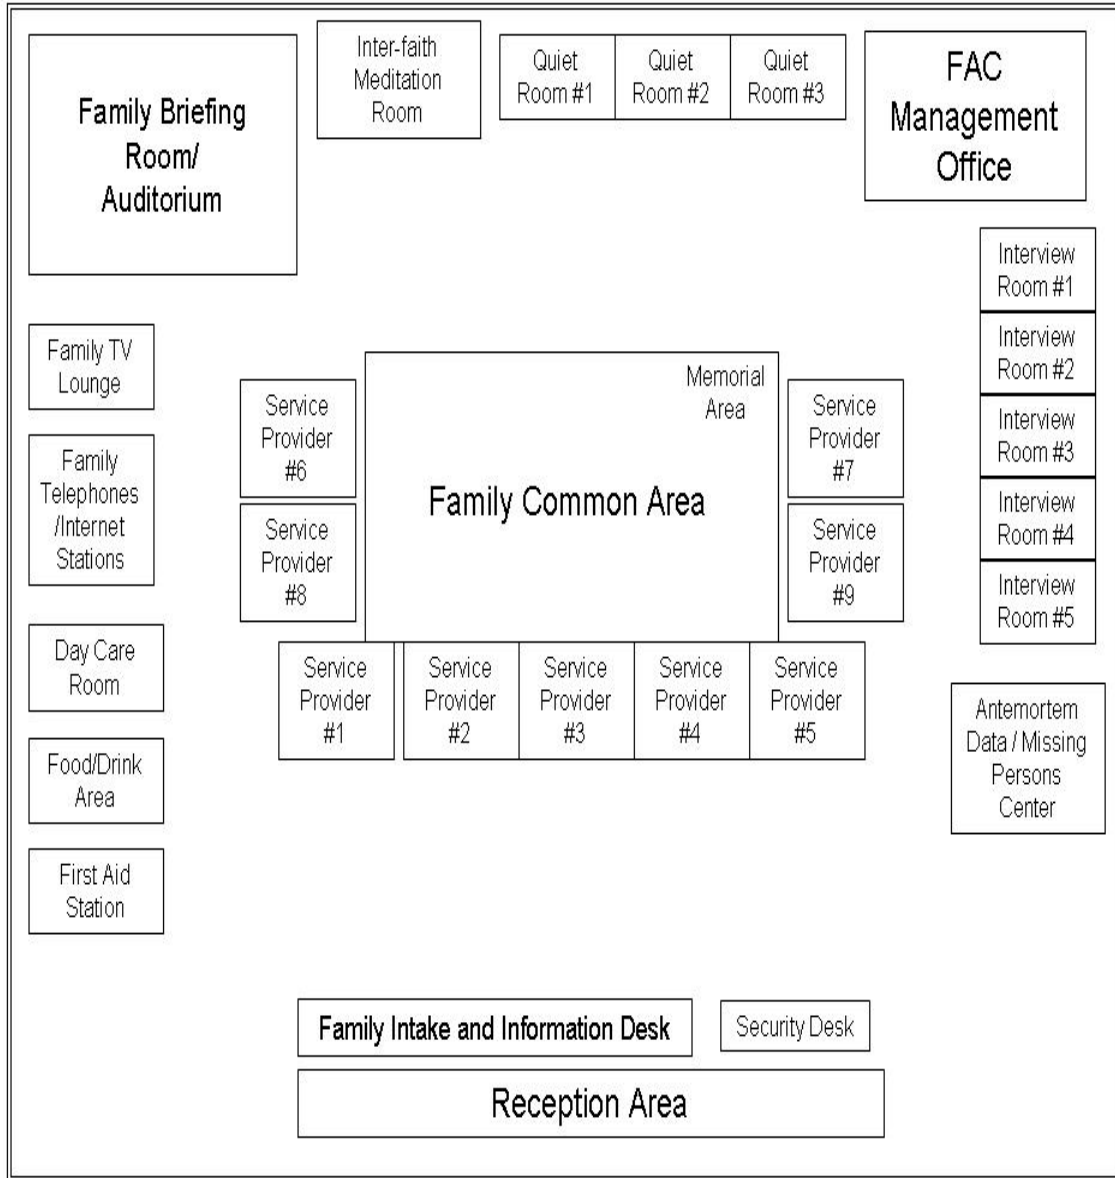 Family Briefing
Room/
Auditorium
Inter-faith
Meditation
Room
Quiet
Room #1
Quiet
Room #2
Quiet
Room #3
FAC
Management
Office
Interview
Room #1
Interview
Room #2
Interview
Room #3
Interview
Room #4
Interview
Room #5
Family TV
Lounge
Family
Telephones
/Internet
Stations
Day Care
Room
Food/Drink
Area
First Aid
Station
Service
Provider
#6
Service
Provider
#8
Memorial
Area
Family Common Area
Service
Provider
#7
Service
Provider
#9
Service
Provider
#1
Service
Provider
#2
Service
Provider
#3
Service
Provider
#4
Service
Provider
#5
Antemortem
Data / Missing
Persons
Center
Family Intake and Information Desk
Security Desk
Reception Area